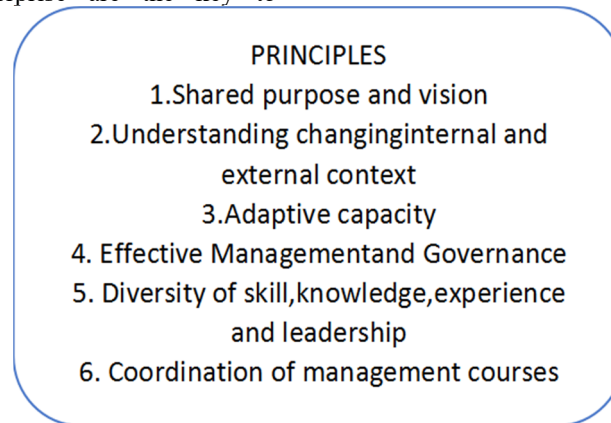 PRINCIPLES
1.Shared purpose and vision
2.Understanding changinginternal and
external context
3.Adaptive capacity
4. Effective Managementand Governance
5. Diversity of skill,knowledge,experience
and leadership
6. Coordination of management courses